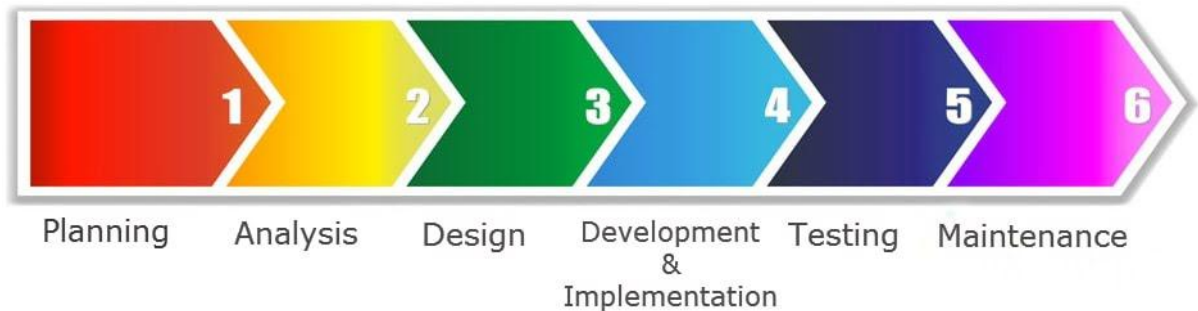 1 2 3 4 5 6
Planning Analysis Design Development Testing Maintenance
&
Implementation